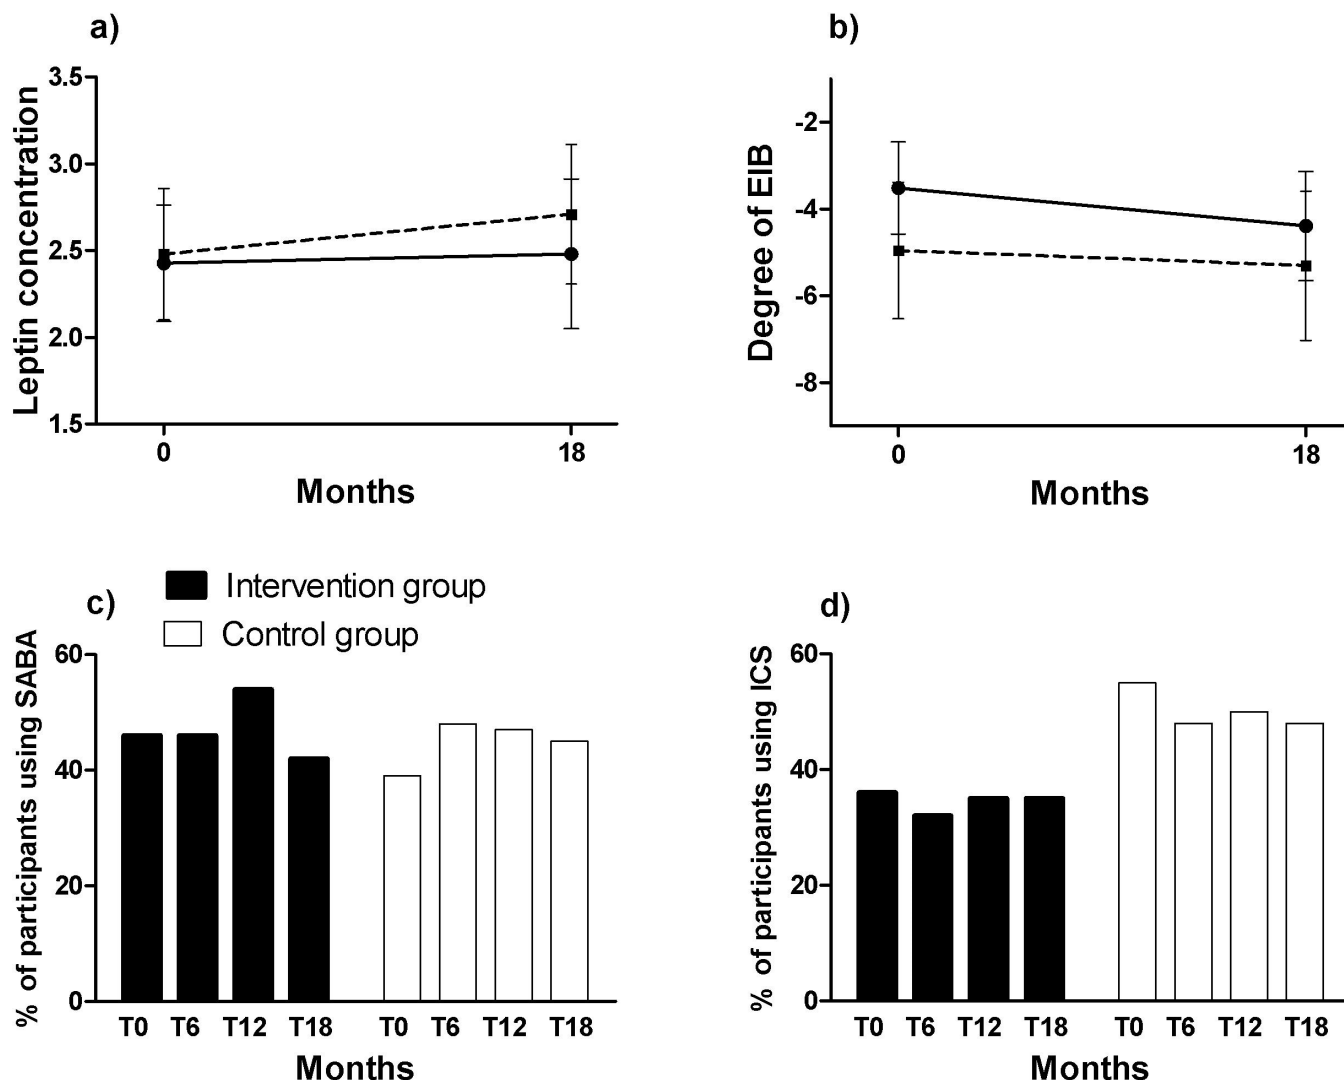 a)
3.5
3.0
2.5
2.0
1.5
Leptin concentration
0 18
Months
b)
-2
-4
-6
-8
Degree of EIB
0 18
Months
c)
Intervention group
Control group
60
40
20
0
% of participants using SABA
T0 T6 T12 T18 T0 T6 T12 T18
Months
d)
60
40
20
0
% of participants using ICS
T0 T6 T12 T18 T0 T6 T12 T18
Months